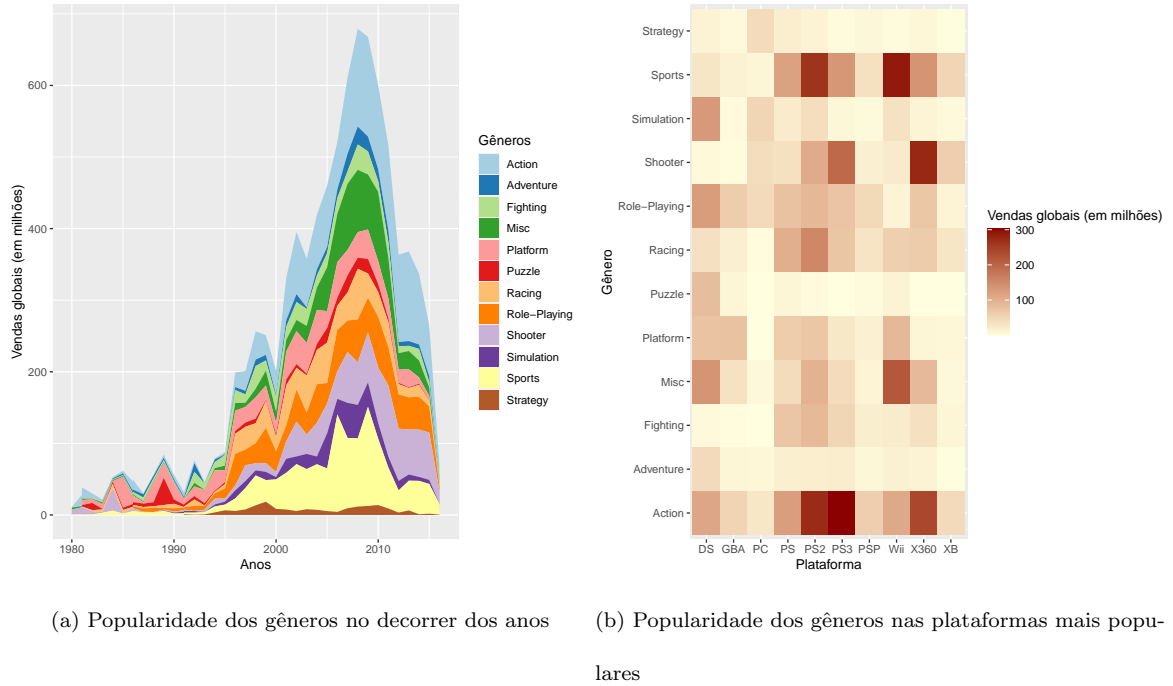 600
400
200
0
Vendas globais (em milhões)
1980
1990
2000
2010
Anos
Gêneros
Action
Adventure
Fighting
Misc
Platform
Puzzle
Racing
Role−Playing
Shooter
Simulation
Sports
Strategy
Strategy
Sports
Simulation
Shooter
Role−Playing
Racing
Puzzle
Platform
Misc
Fighting
Adventure
Action
Gênero
DS
GBA
PC
PS
PS2
PS3
PSP
Wii
X360
XB
Plataforma
Vendas globais (em milhões)
300
200
100
(a) Popularidade dos gêneros no decorrer dos anos
(b) Popularidade dos gêneros nas plataformas mais popu-
lares